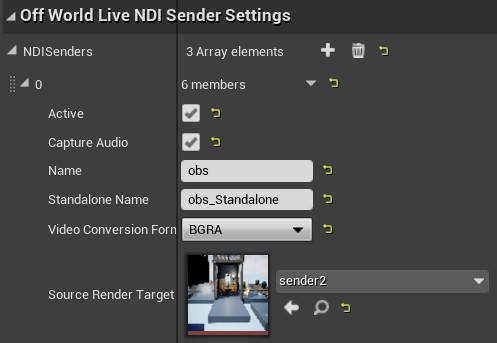 Off World Live NDI Sender Settings
NDISenders 3 Array elements
0 6 members
Active
Capture Audio
Name obs
Standalone Name obs_Standalone
Video Conversion Forn BGRA
Source Render Target sender2